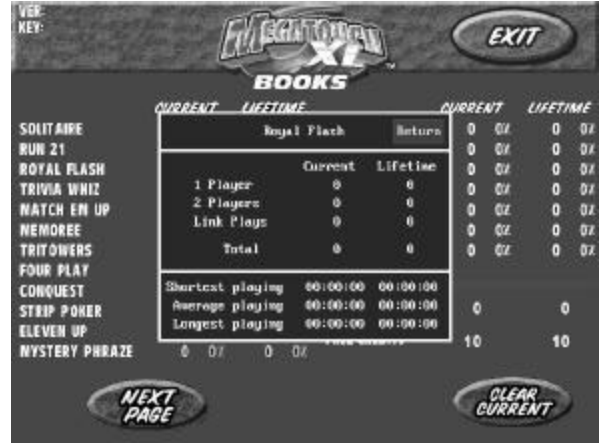 VER:
KEY:
MEGATOUCH
XL
EXIT
BOOKS
CURRENT LIFETIME CURRENT LIFETIME
SOLITAIRE 0 0% 0 0%
RUN 21 0 0% 0 0%
ROYAL FLASH 0 0% 0 0%
TRIVIA WHIZ 0 0% 0 0%
MATCH EM UP 0 0% 0 0%
MEMOREE 0 0% 0 0%
TRITOWERS 0 0% 0 0%
FOUR PLAY
CONQUEST
STRIP POKER 0 0
ELEVEN UP
10 10
MYSTERY PHRAZE 0 0% 0 0%
Royal Flash Return
Current Lifetime
1 Player 0 0
2 Players 0 0
Link Plays 0 0
Total 0 0
Shortest playing 00:00:00 00:00:00
Average playing 00:00:00 00:00:00
Longest playing 00:00:00 00:00:00
NEXT
PAGE
CLEAR
CURRENT